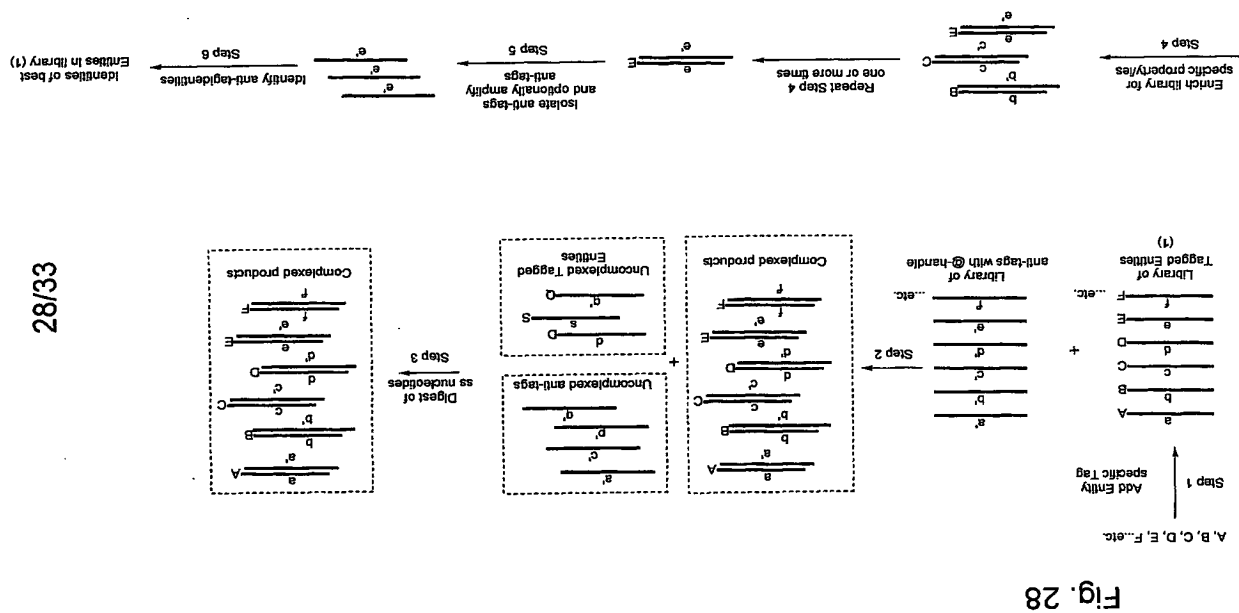 28/33
Fig. 28
A, B, C, D, E, F...etc.
Step 1
Add Entity
specific Tag
a
A
b
B
c
C
d
D
e
E
f
F
...etc.
Library of
Tagged Entities
(1)
+
a'
b'
c'
d'
e'
f'
...etc.
Library of
anti-tags with @-handle
Step 2
a
A
a'
b
B
b'
c
C
c'
d
D
d'
e
E
e'
f
F
f'
Complexed products
+
a'
c'
p'
q'
Uncomplexed anti-tags
d
D
s
S
q'
Q
Uncomplexed Tagged
Entities
Digest of
ss nucleotides
Step 3
a
A
a'
b
B
b'
c
C
c'
d
D
d'
e
E
e'
f
F
f'
Complexed products
Enrich library for
specific property/ies
Step 4
b
B
b'
c
C
c'
e
E
e'
Repeat Step 4
one or more times
e
E
e'
Isolate anti-tags
and optionally amplify
anti-tags
Step 5
e'
e'
e'
Identify anti-tagidentities
Step 6
Identities of best
Entities in library (1)